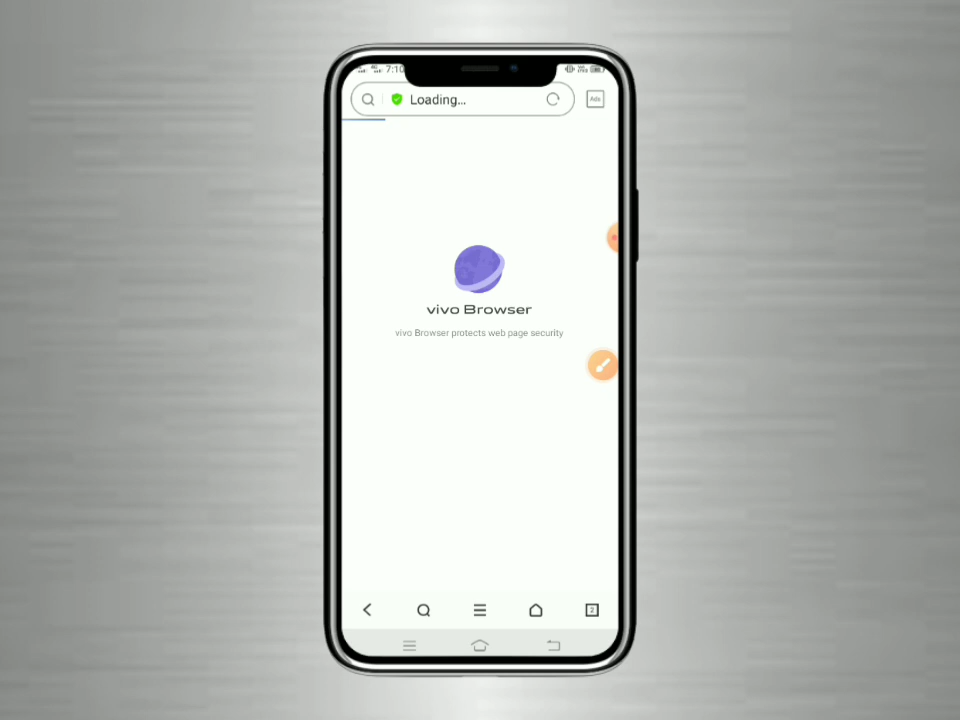 7:10
Loading...
Ads
vivo Browser
vivo Browser protects web page security
2